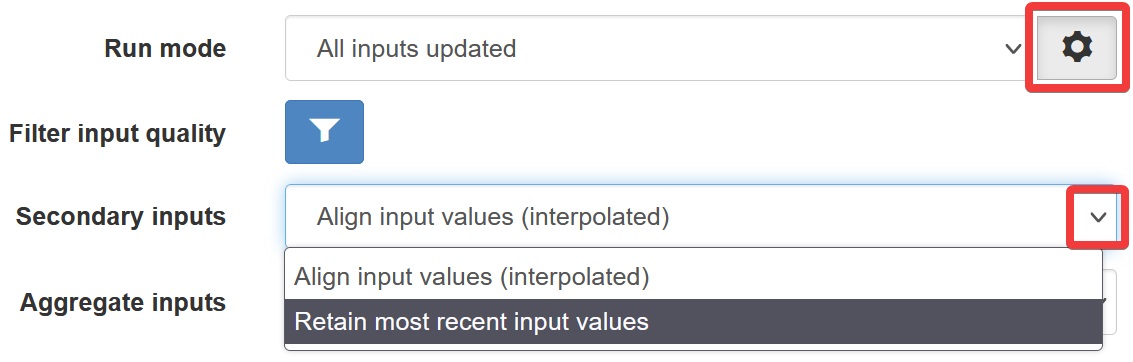 Run mode
All inputs updated
Filter input quality
Secondary inputs
Align input values (interpolated)
Align input values (interpolated)
Aggregate inputs
Retain most recent input values